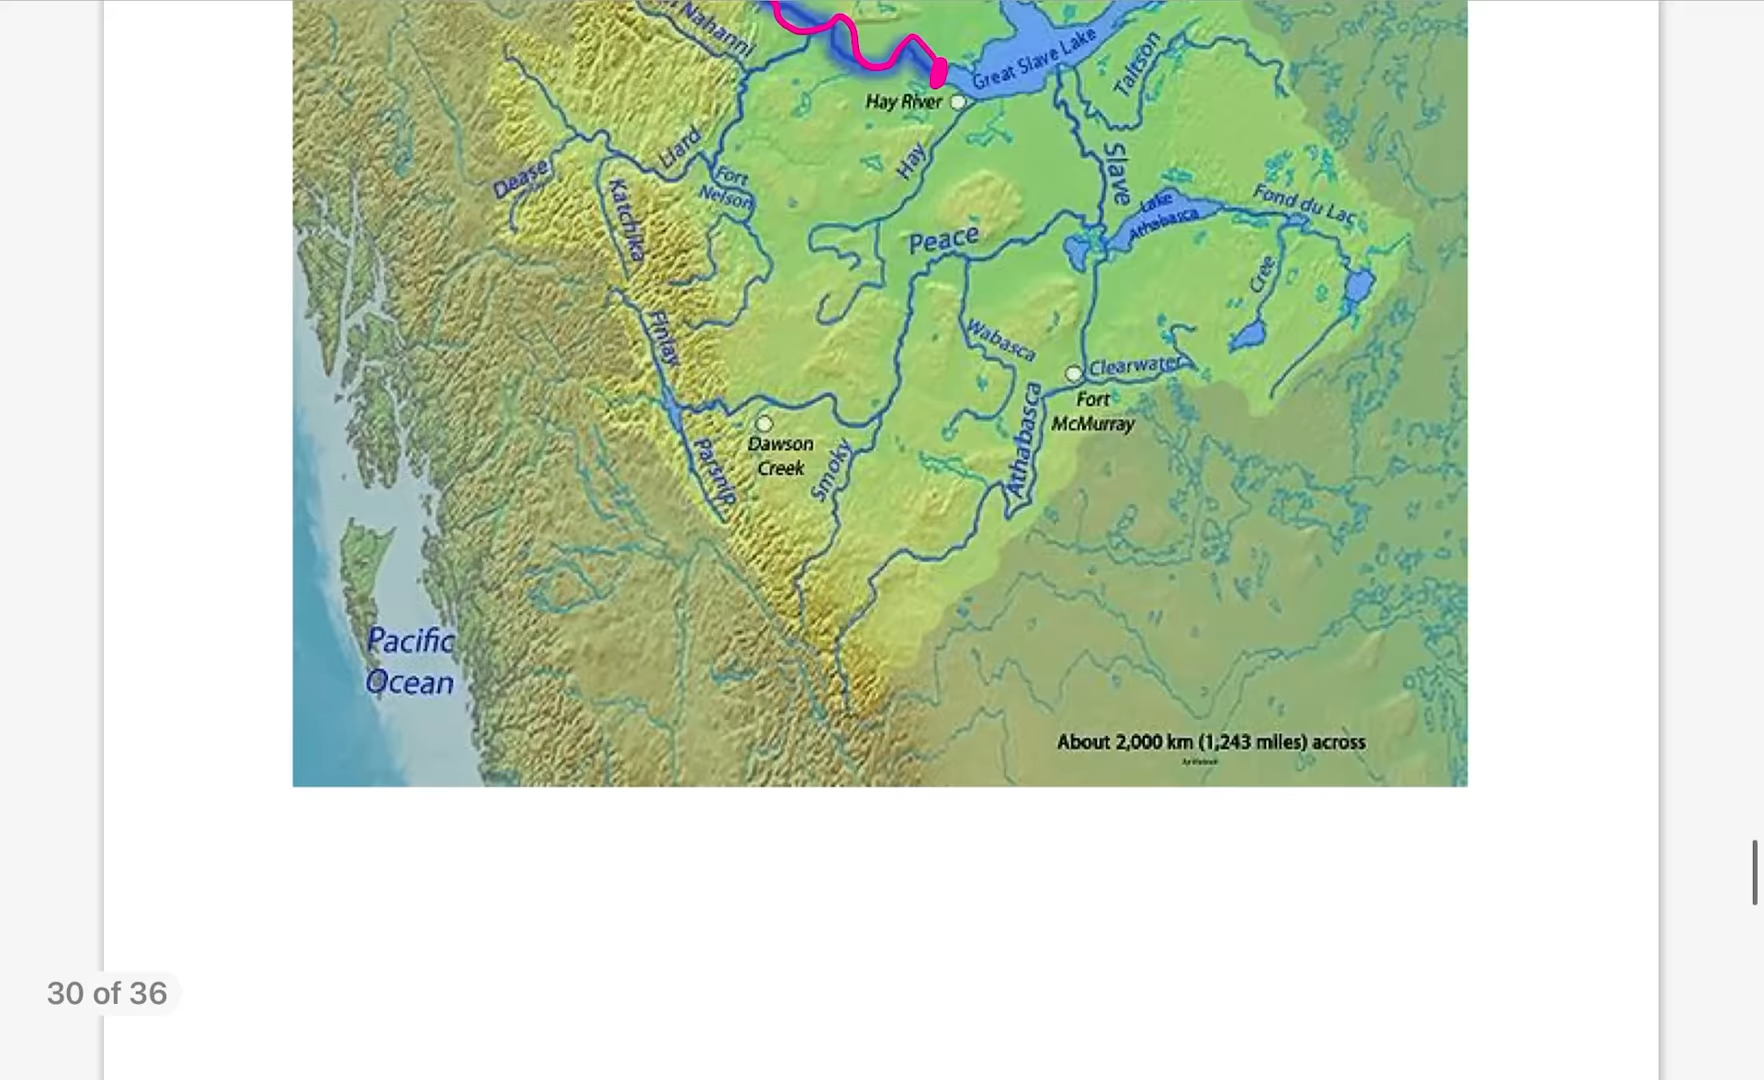 Nahanni
Great Slave Lake
Taltson
Hay River
Liard
Hay
Slave
Dease
Fort
Nelson
Katchika
Lake
Athabasca
Fond du Lac
Peace
Cree
Finlay
Wabasca
Clearwater
Fort
McMurray
Athabasca
Dawson
Creek
Parsnip
Smoky
Pacific
Ocean
About 2,000 km (1,243 miles) across
30 of 36